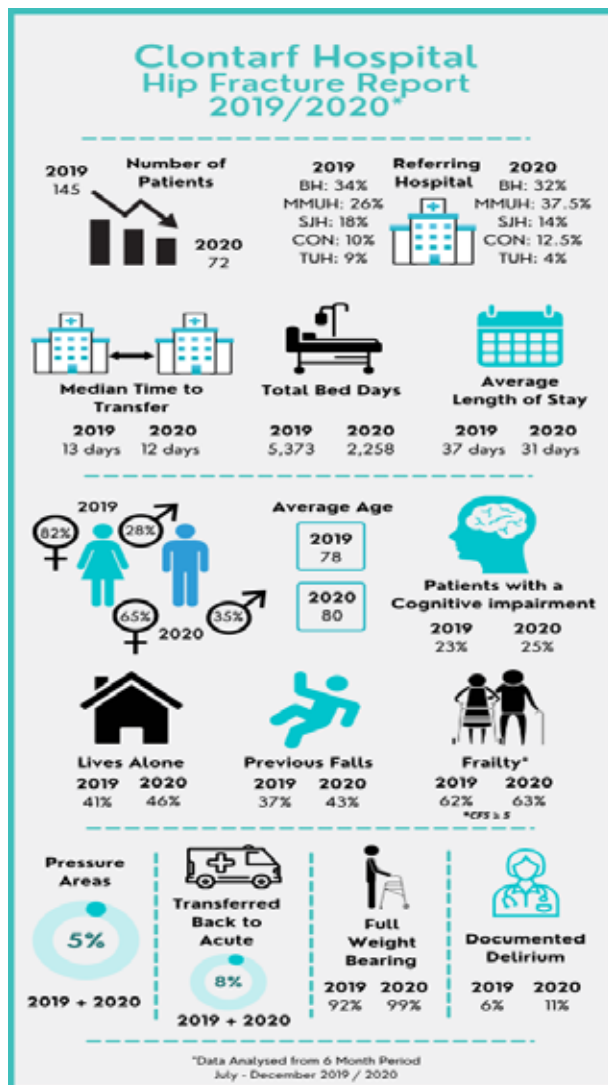 Clontarf Hospital
Hip Fracture Report
2019/2020*
2019
145
Number of
Patients
2020
72
2019
BH: 34%
MMUH: 26%
SJH: 18%
CON: 10%
TUH: 9%
Referring
Hospital
2020
BH: 32%
MMUH: 37.5%
SJH: 14%
CON: 12.5%
TUH: 4%
Median Time to
Transfer
2019 2020
13 days 12 days
Total Bed Days
2019 2020
5,373 2,258
Average
Length of Stay
2019 2020
37 days 31 days
2019
82% 28%
65% 2020 35%
Average Age
2019
78
2020
80
Patients with a
Cognitive impairment
2019 2020
23% 25%
Lives Alone
2019 2020
41% 46%
Previous Falls
2019 2020
37% 43%
Frailty*
2019 2020
62% 63%
*CFS ≥ 5
Pressure
Areas
5%
2019 + 2020
Transferred
Back to
Acute
8%
2019 + 2020
Full
Weight
Bearing
2019 2020
92% 99%
Documented
Delirium
2019 2020
6% 11%
*Data Analysed from 6 Month Period
July - December 2019 / 2020